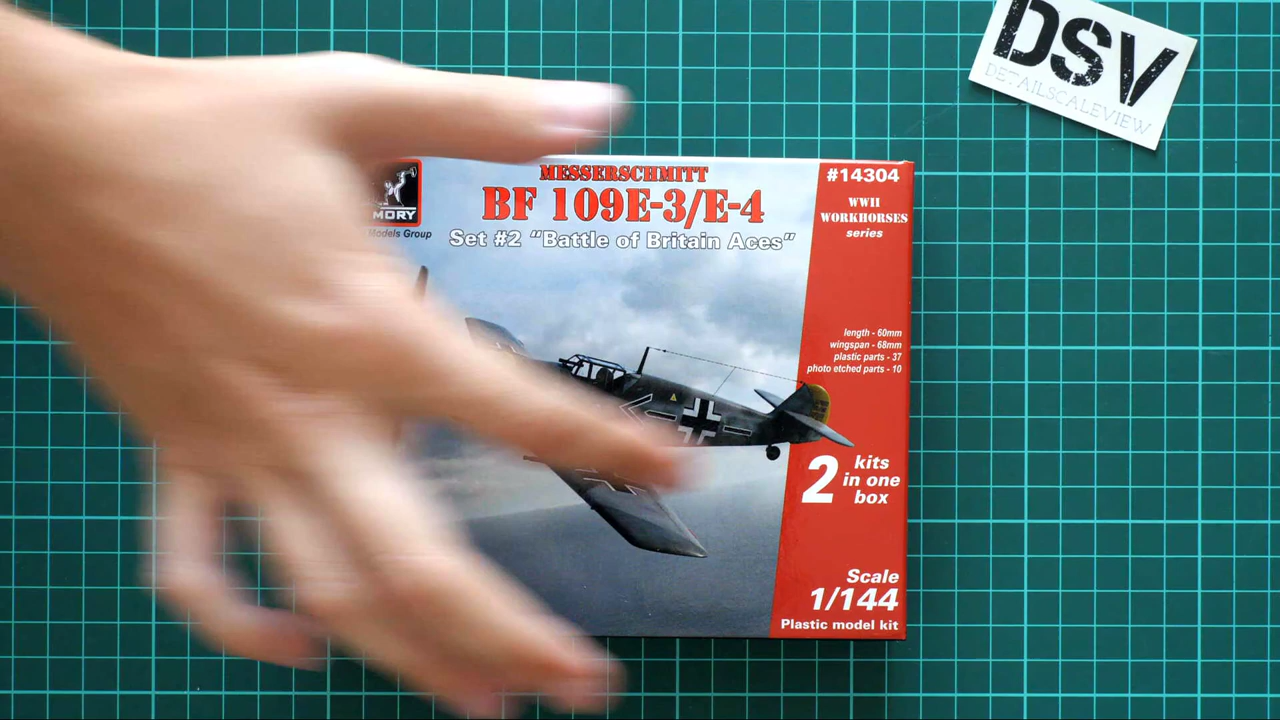 DSV
DETAILSCALEVIEW
MORY
Models Group
MESSERSCHMITT
BF 109E-3/E-4
Set #2 “Battle of Britain Aces”
#14304
WWII
WORKHORSES
series
length - 60mm
wingspan - 68mm
plastic parts - 37
photo etched parts - 10
2 kits
in one
box
Scale
1/144
Plastic model kit